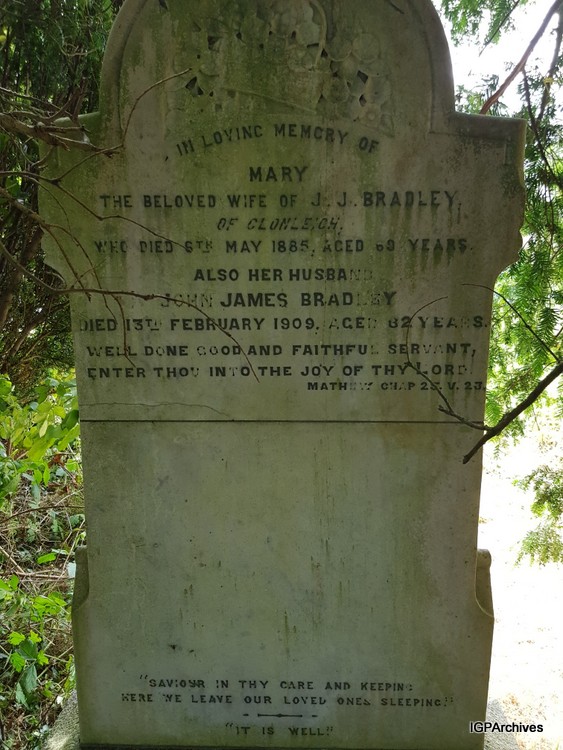 IN LOVING MEMORY OF
MARY
THE BELOVED WIFE OF J. J. BRADLEY,
OF CLONLEIGH,
WHO DIED 6TH MAY 1885, AGED 69 YEARS.
ALSO HER HUSBAND
JOHN JAMES BRADLEY
DIED 13TH FEBRUARY 1909, AGED 82 YEARS.
WELL DONE GOOD AND FAITHFUL SERVANT,
ENTER THOU INTO THE JOY OF THY LORD.
MATHEW CHAP 25. V. 23.
"SAVIOUR IN THY CARE AND KEEPING
HERE WE LEAVE OUR LOVED ONES SLEEPING."
"IT IS WELL"
IGPArchives